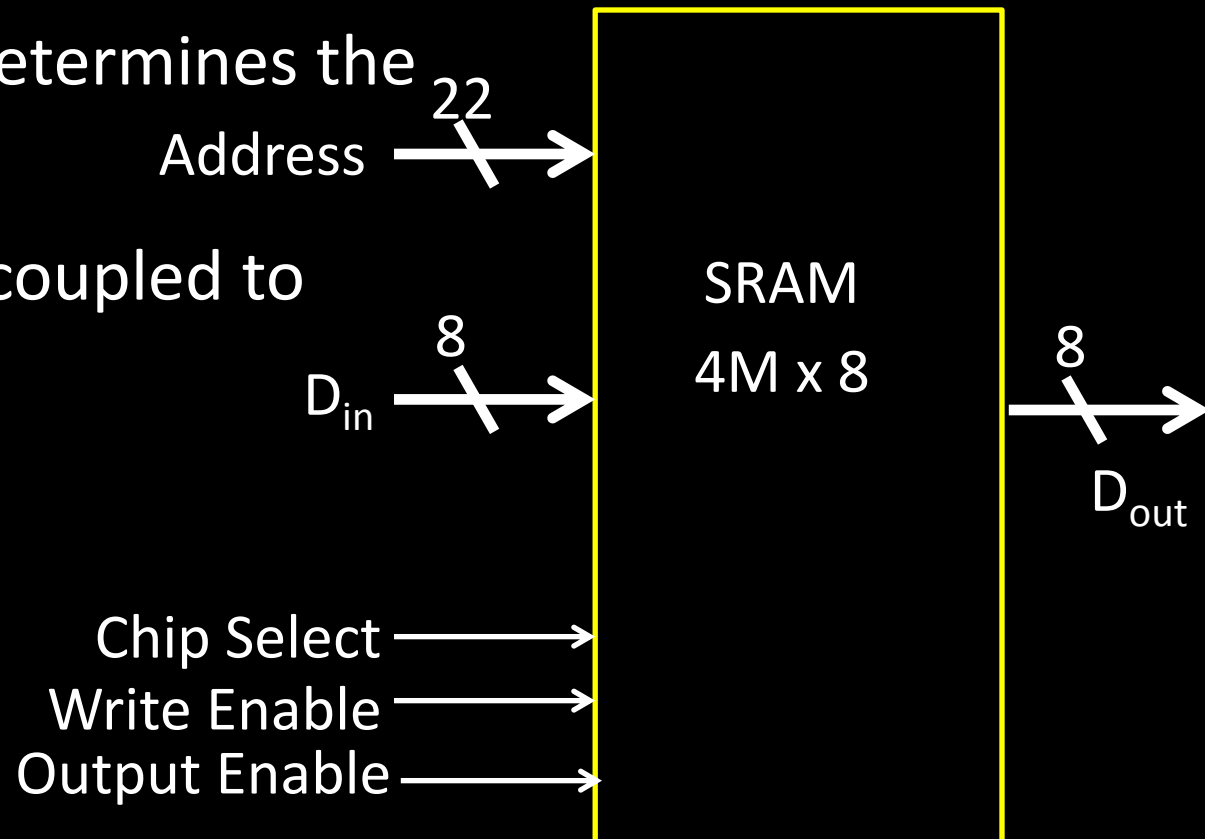 etermines the
22
Address
coupled to
SRAM
8
8
4M x 8
Din
Dout
Chip Select
Write Enable
Output Enable